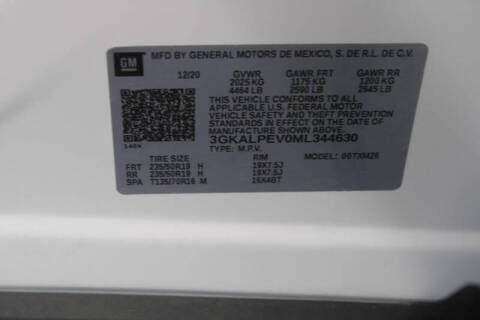 GM
MFD BY GENERAL MOTORS DE MEXICO, S. DE R.L. DE C.V.
12/20 GVWR GAWR FRT GAWR RR
2025 KG 1175 KG 1200 KG
4464 LB 2590 LB 2645 LB
THIS VEHICLE CONFORMS TO ALL
APPLICABLE U.S. FEDERAL MOTOR
VEHICLE SAFETY AND THEFT
PREVENTION STANDARDS IN EFFECT ON
THE DATE OF MANUFACTURE SHOWN ABOVE.
3GKALPEV0ML344630
TYPE: M.P.V. MODEL: 00TXM26
TIRE SIZE RIM
FRT 235/50R19 H 19X7.5J
RR 235/50R19 H 19X7.5J
SPA T135/70R16 M 16X4BT